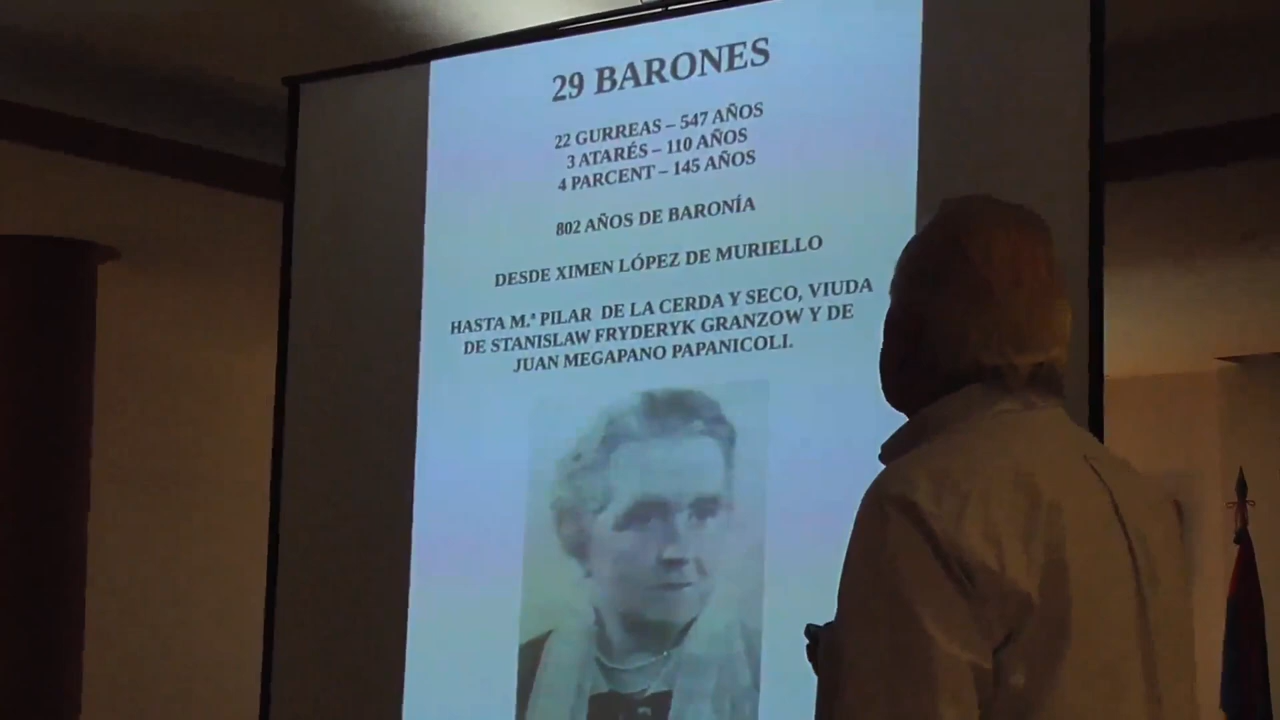 29 BARONES
22 GURREAS – 547 AÑOS
3 ATARÉS – 110 AÑOS
4 PARCENT – 145 AÑOS
802 AÑOS DE BARONÍA
DESDE XIMEN LÓPEZ DE MURIELLO
HASTA M.ª PILAR DE LA CERDA Y SECO, VIUDA
DE STANISLAW FRYDERYK GRANZOW Y DE
JUAN MEGAPANO PAPANICOLI.